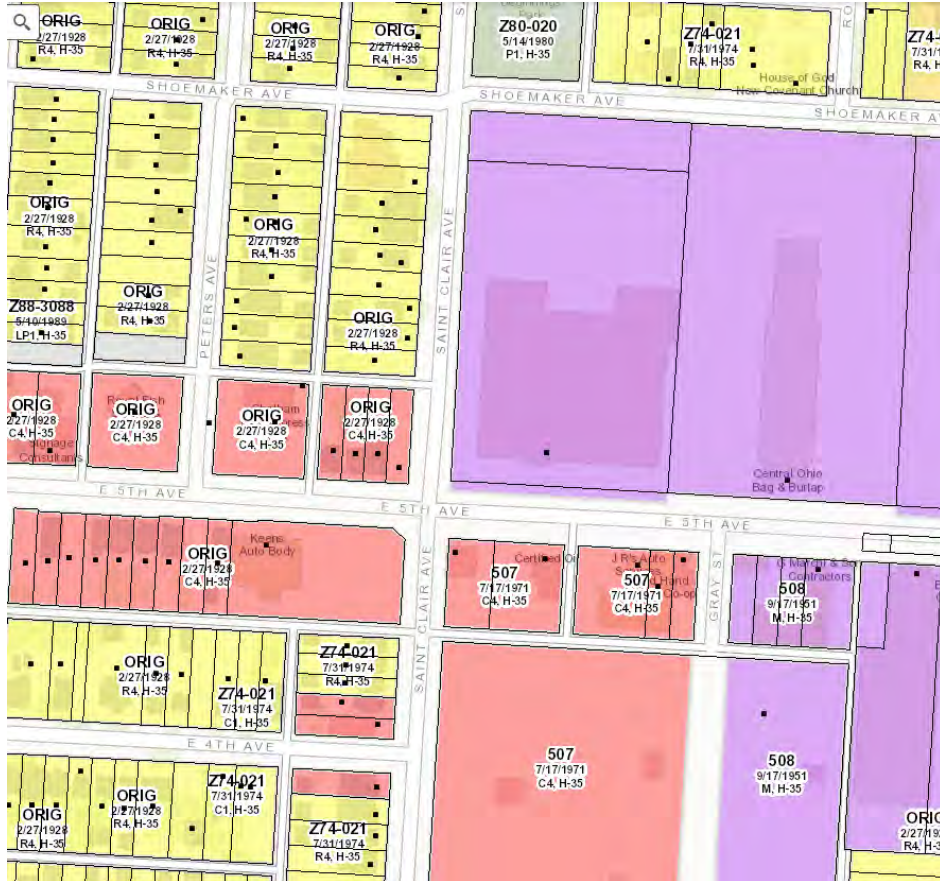 ORIG
2/27/1928
R4, H-35
ORIG
2/27/1928
R4, H-35
ORIG
2/27/1928
R4, H-35
ORIG
2/27/1928
R4, H-35
Park
Z80-020
5/14/1980
P1, H-35
Z74-021
7/31/1974
R4, H-35
House of God
New Covenant Church
SHOEMAKER AVE
SHOEMAKER AVE
SHOEMAKER AV
ORIG
2/27/1928
R4, H-35
ORIG
2/27/1928
R4, H-35
ORIG
2/27/1928
R4, H-35
ORIG
2/27/1928
R4, H-35
Z88-3088
5/10/1989
LP1, H-35
PETERS AVE
SAINT CLAIR AVE
ORIG
2/27/1928
C4, H-35
Signage
Consultants
ORIG
2/27/1928
C4, H-35
ORIG
2/27/1928
C4, H-35
ORIG
2/27/1928
C4, H-35
Central Ohio
Bag & Burlap
E 5TH AVE
E 5TH AVE
E 5TH AVE
Keens
Auto Body
ORIG
2/27/1928
C4, H-35
SAINT CLAIR AVE
507
7/17/1971
C4, H-35
J R's Auto
507
7/17/1971
C4, H-35
GRAY ST
Contractors
508
9/17/1951
M, H-35
ORIG
2/27/1928
R4, H-35
Z74-021
7/31/1974
C1, H-35
Z74-021
7/31/1974
R4, H-35
E 4TH AVE
507
7/17/1971
C4, H-35
508
9/17/1951
M, H-35
ORIG
2/27/1928
R4, H-35
ORIG
2/27/1928
R4, H-35
Z74-021
7/31/1974
C1, H-35
Z74-021
7/31/1974
R4, H-35